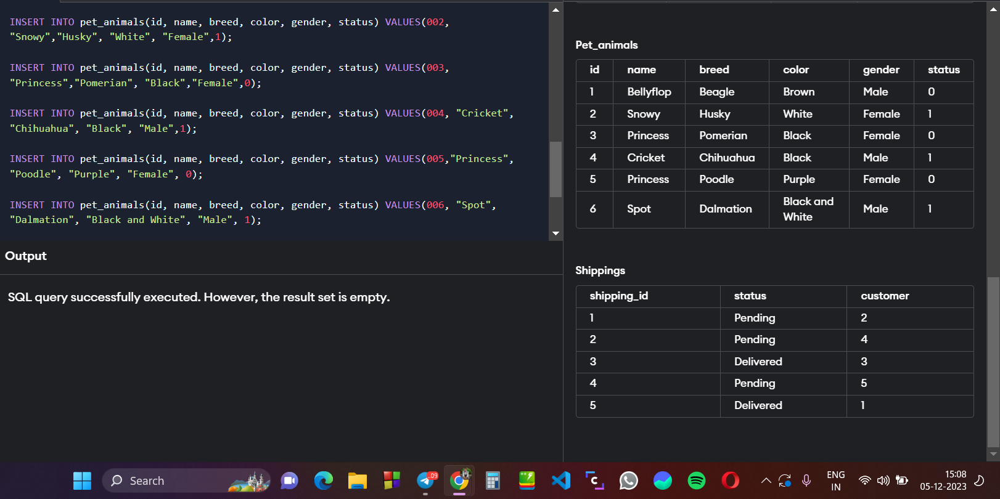 INSERT INTO pet_animals(id, name, breed, color, gender, status) VALUES(002,
"Snowy","Husky", "White", "Female",1);
INSERT INTO pet_animals(id, name, breed, color, gender, status) VALUES(003,
"Princess","Pomerian", "Black","Female",0);
INSERT INTO pet_animals(id, name, breed, color, gender, status) VALUES(004, "Cricket",
"Chihuahua", "Black", "Male",1);
INSERT INTO pet_animals(id, name, breed, color, gender, status) VALUES(005,"Princess",
"Poodle", "Purple", "Female", 0);
INSERT INTO pet_animals(id, name, breed, color, gender, status) VALUES(006, "Spot",
"Dalmation", "Black and White", "Male", 1);
Output
SQL query successfully executed. However, the result set is empty.
Pet_animals
id name breed color gender status
1 Bellyflop Beagle Brown Male 0
2 Snowy Husky White Female 1
3 Princess Pomerian Black Female 0
4 Cricket Chihuahua Black Male 1
5 Princess Poodle Purple Female 0
6 Spot Dalmation Black and White Male 1
Shippings
shipping_id status customer
1 Pending 2
2 Pending 4
3 Delivered 3
4 Pending 5
5 Delivered 1
Search
..09
ENG
IN
15:08
05-12-2023